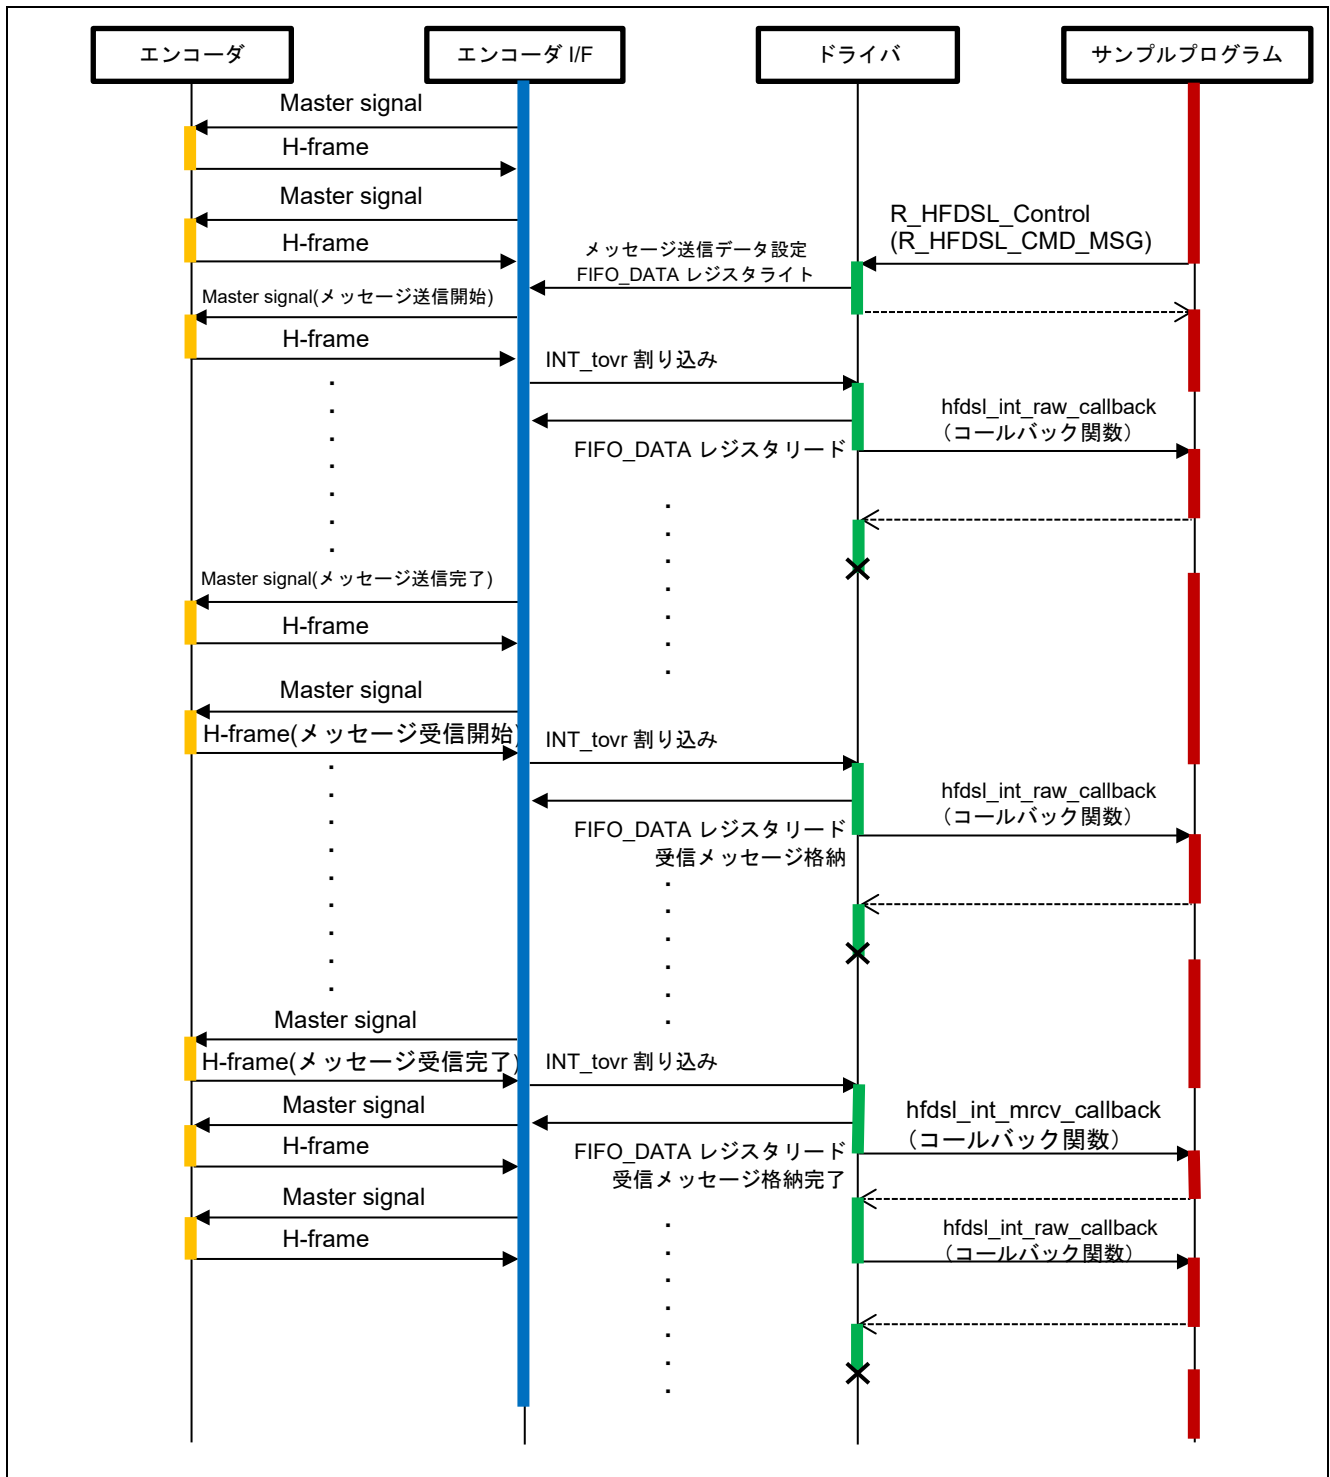 エンコーダ
エンコーダ I/F
ドライバ
サンプルプログラム
Master signal
H-frame
Master signal
H-frame
R_HFDSL_Control
(R_HFDSL_CMD_MSG)
メッセージ送信データ設定
FIFO_DATA レジスタライト
Master signal(メッセージ送信開始)
H-frame
INT_tovr 割り込み
hfdsl_int_raw_callback
（コールバック関数）
FIFO_DATA レジスタリード
Master signal(メッセージ送信完了)
H-frame
Master signal
H-frame(メッセージ受信開始)
INT_tovr 割り込み
hfdsl_int_raw_callback
（コールバック関数）
FIFO_DATA レジスタリード
受信メッセージ格納
Master signal
H-frame(メッセージ受信完了)
INT_tovr 割り込み
Master signal
hfdsl_int_mrcv_callback
（コールバック関数）
H-frame
FIFO_DATA レジスタリード
受信メッセージ格納完了
Master signal
H-frame
hfdsl_int_raw_callback
（コールバック関数）